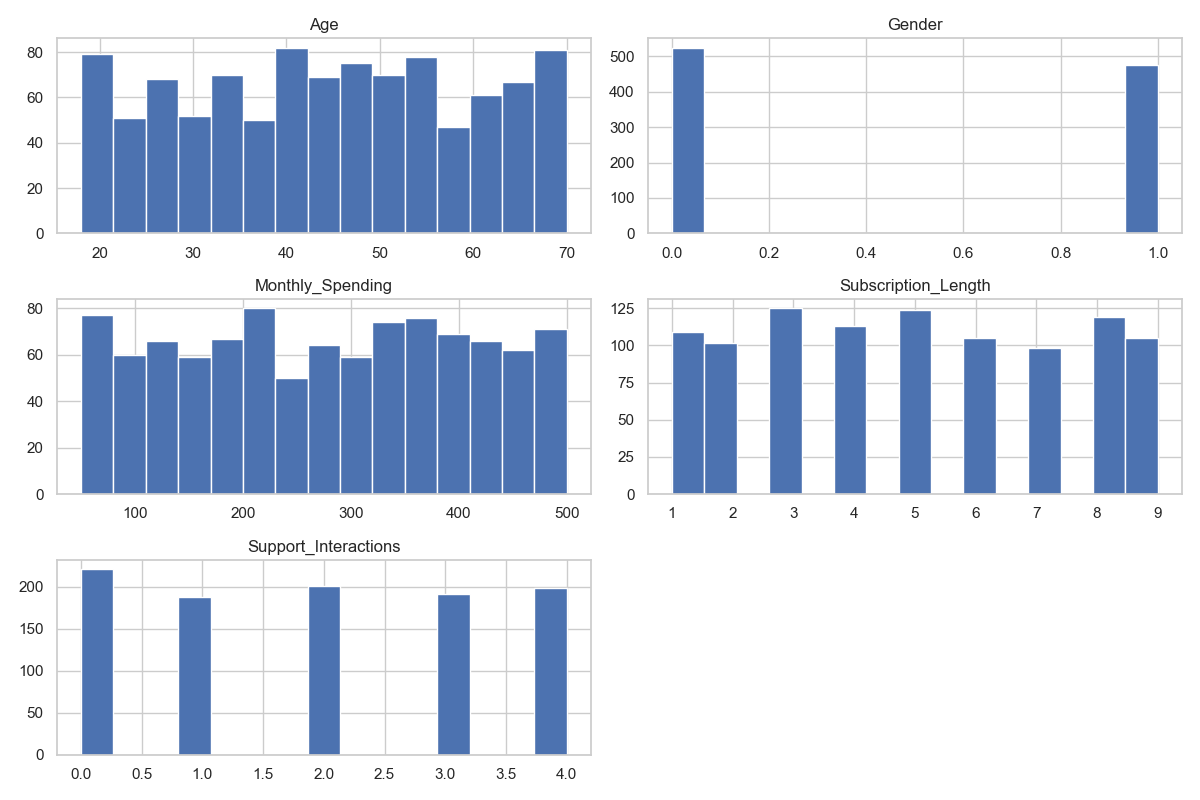 Age
80
60
40
20
0
20 30 40 50 60 70
Gender
500
400
300
200
100
0
0.0 0.2 0.4 0.6 0.8 1.0
Monthly_Spending
80
60
40
20
0
100 200 300 400 500
Subscription_Length
125
100
75
50
25
0
1 2 3 4 5 6 7 8 9
Support_Interactions
200
150
100
50
0
0.0 0.5 1.0 1.5 2.0 2.5 3.0 3.5 4.0